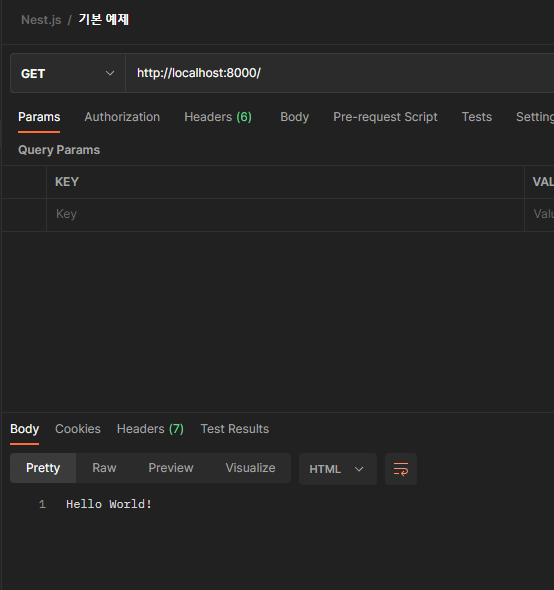 Nest.js / 기본 예제
GET http://localhost:8000/
Params Authorization Headers (6) Body Pre-request Script Tests Setting
Query Params
KEY VAL
Key Valu
Body Cookies Headers (7) Test Results
Pretty Raw Preview Visualize HTML
1 Hello World!